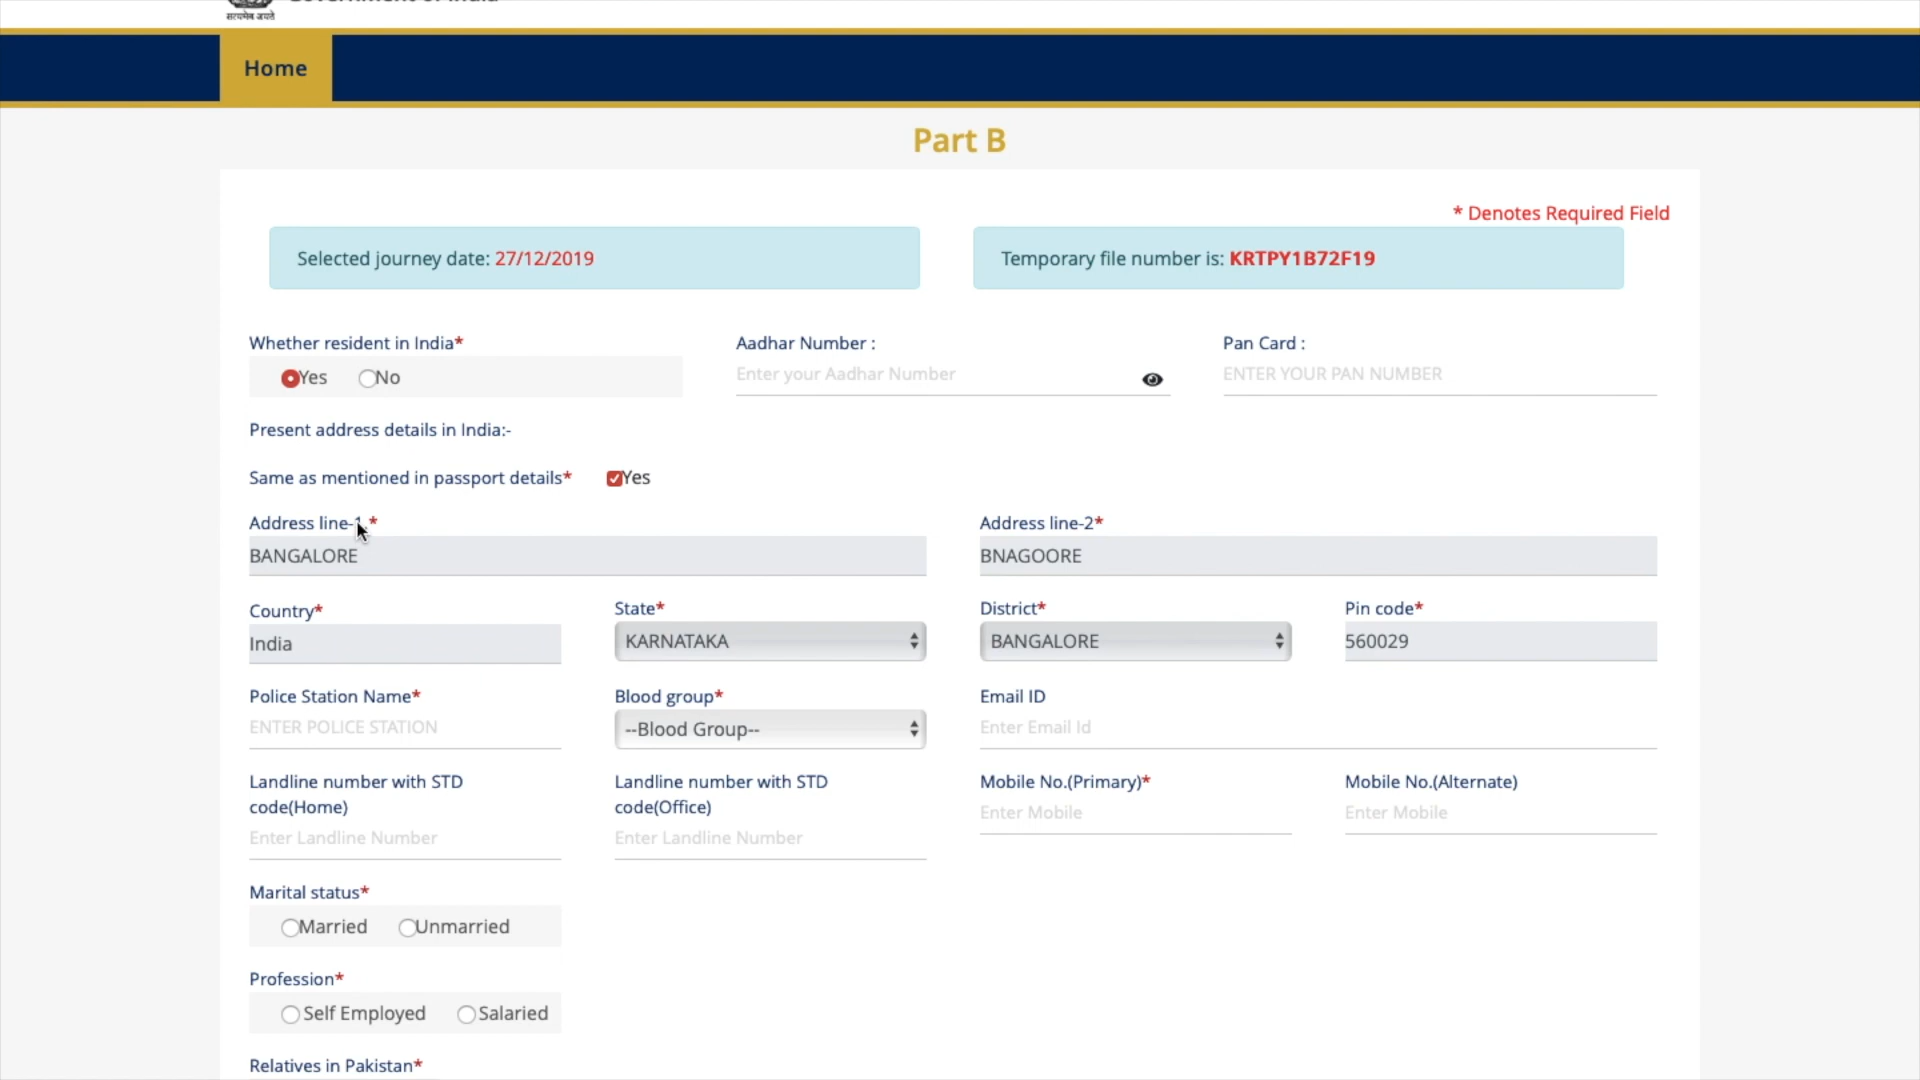 सत्यमेव जयते
Government of India
Home
Part B
* Denotes Required Field
Selected journey date: 27/12/2019
Temporary file number is: KRTPY1B72F19
Whether resident in India*
Yes No
Aadhar Number :
Enter your Aadhar Number
Pan Card :
ENTER YOUR PAN NUMBER
Present address details in India:-
Same as mentioned in passport details* Yes
Address line-1 *
BANGALORE
Address line-2*
BNAGOORE
Country*
India
State*
KARNATAKA
District*
BANGALORE
Pin code*
560029
Police Station Name*
ENTER POLICE STATION
Blood group*
--Blood Group--
Email ID
Enter Email Id
Landline number with STD
code(Home)
Enter Landline Number
Landline number with STD
code(Office)
Enter Landline Number
Mobile No.(Primary)*
Enter Mobile
Mobile No.(Alternate)
Enter Mobile
Marital status*
Married Unmarried
Profession*
Self Employed Salaried
Relatives in Pakistan*